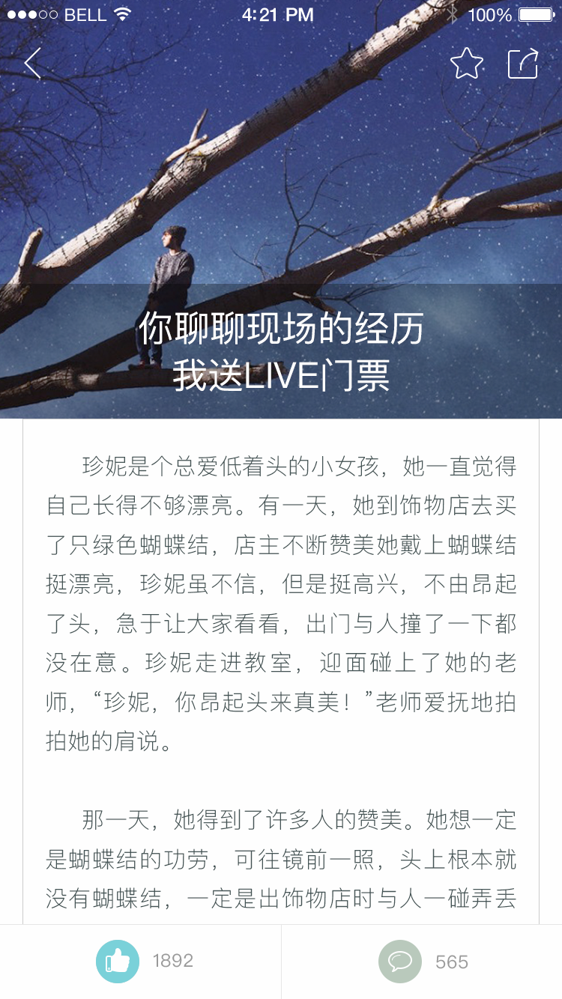 BELL 4:21 PM 100%
你聊聊现场的经历
我送LIVE门票
珍妮是个总爱低着头的小女孩，她一直觉得
自己长得不够漂亮。有一天，她到饰物店去买
了只绿色蝴蝶结，店主不断赞美她戴上蝴蝶结
挺漂亮，珍妮虽不信，但是挺高兴，不由昂起
了头，急于让大家看看，出门与人撞了一下都
没在意。珍妮走进教室，迎面碰上了她的老
师，“珍妮，你昂起头来真美！”老师爱抚地拍
拍她的肩说。
那一天，她得到了许多人的赞美。她想一定
是蝴蝶结的功劳，可往镜前一照，头上根本就
没有蝴蝶结，一定是出饰物店时与人一碰弄丢
1892 565